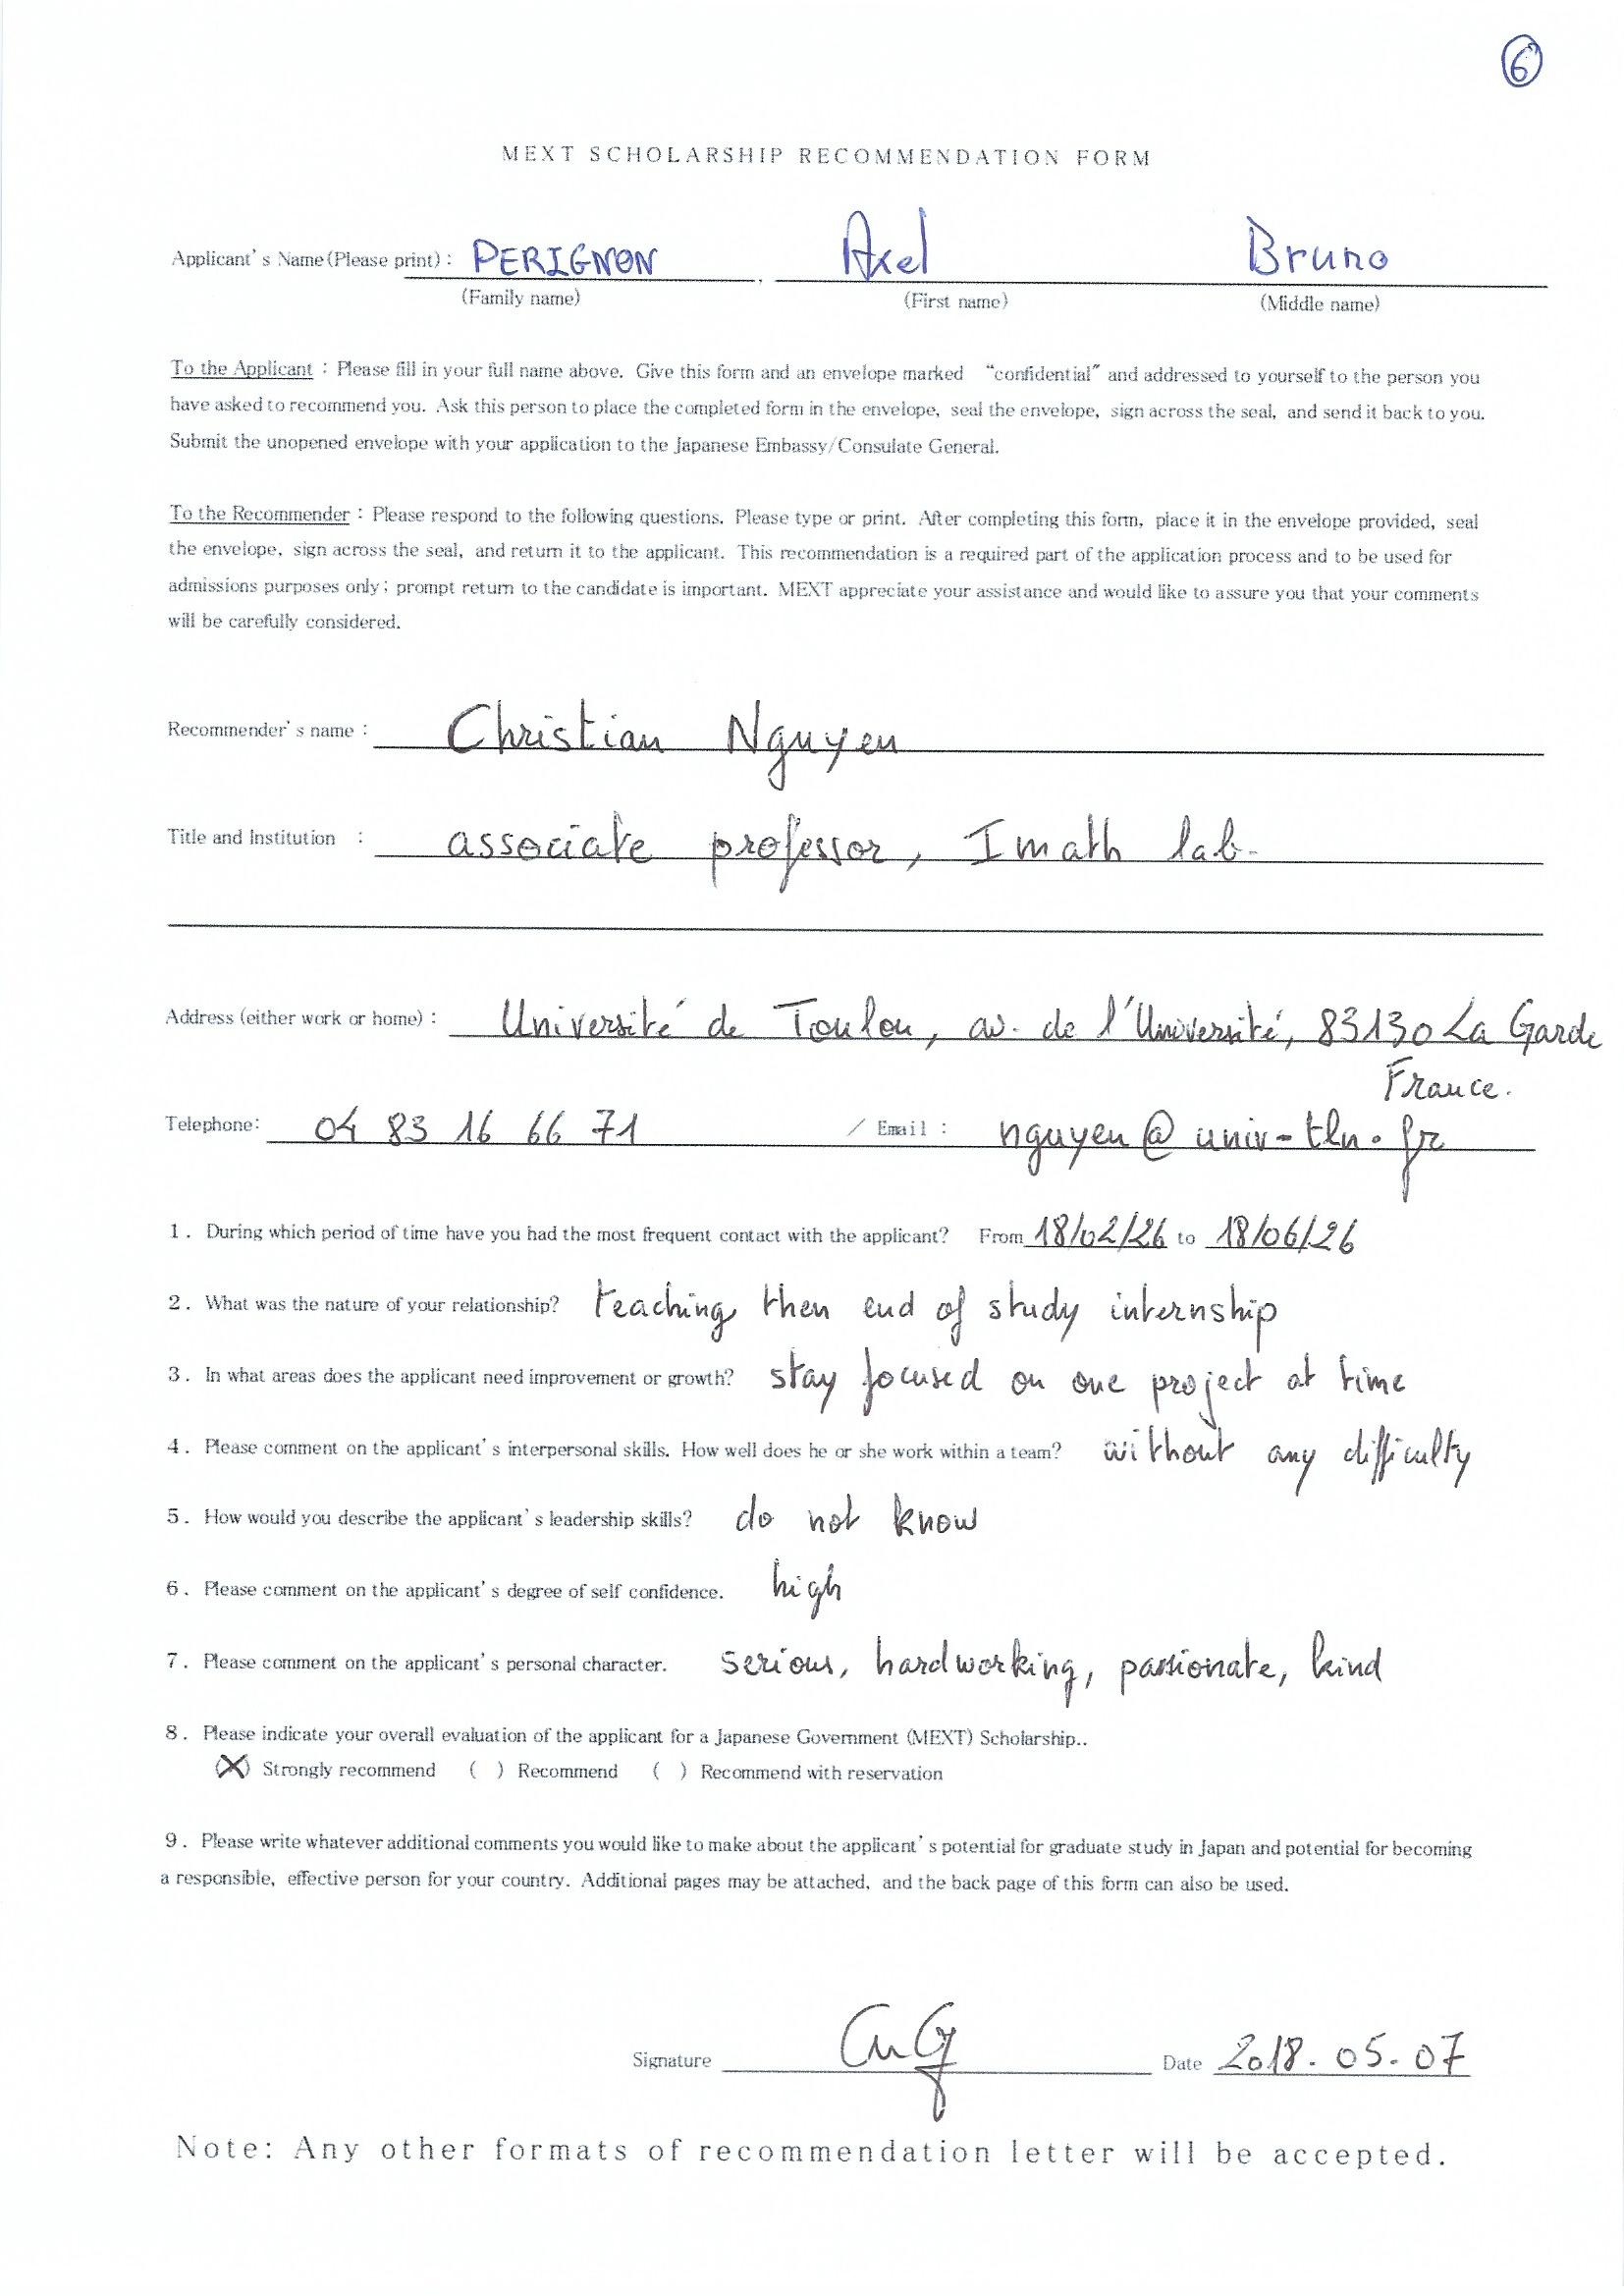 6
MEXT SCHOLARSHIP RECOMMENDATION FORM
Applicant's Name(Please print): PERIGNON , Axel Bruno
(Family name) (First name) (Middle name)
To the Applicant : Please fill in your full name above. Give this form and an envelope marked "confidential" and addressed to yourself to the person you
have asked to recommend you. Ask this person to place the completed form in the envelope, seal the envelope, sign across the seal, and send it back to you.
Submit the unopened envelope with your application to the Japanese Embassy/Consulate General.
To the Recommender : Please respond to the following questions. Please type or print. After completing this form, place it in the envelope provided, seal
the envelope, sign across the seal, and return it to the applicant. This recommendation is a required part of the application process and to be used for
admissions purposes only; prompt return to the candidate is important. MEXT appreciate your assistance and would like to assure you that your comments
will be carefully considered.
Recommender's name : Christian Nguyen
Title and Institution : associate professor, Imath lab.
Address (either work or home) : Université de Toulon, av. de l'Université, 83130 La Garde
France.
Telephone: 04 83 16 66 71 / Email : nguyen@univ-tln.fr
1. During which period of time have you had the most frequent contact with the applicant? From 18/02/26 to 18/06/26
2. What was the nature of your relationship? teaching then end of study internship
3. In what areas does the applicant need improvement or growth? stay focused on one project at time
4. Please comment on the applicant's interpersonal skills. How well does he or she work within a team? without any difficulty
5. How would you describe the applicant's leadership skills? do not know
6. Please comment on the applicant's degree of self confidence. high
7. Please comment on the applicant's personal character. serious, hardworking, passionate, kind
8. Please indicate your overall evaluation of the applicant for a Japanese Government (MEXT) Scholarship..
(X) Strongly recommend ( ) Recommend ( ) Recommend with reservation
9. Please write whatever additional comments you would like to make about the applicant's potential for graduate study in Japan and potential for becoming
a responsible, effective person for your country. Additional pages may be attached, and the back page of this form can also be used.
Signature Date 2018.05.07
Note: Any other formats of recommendation letter will be accepted.